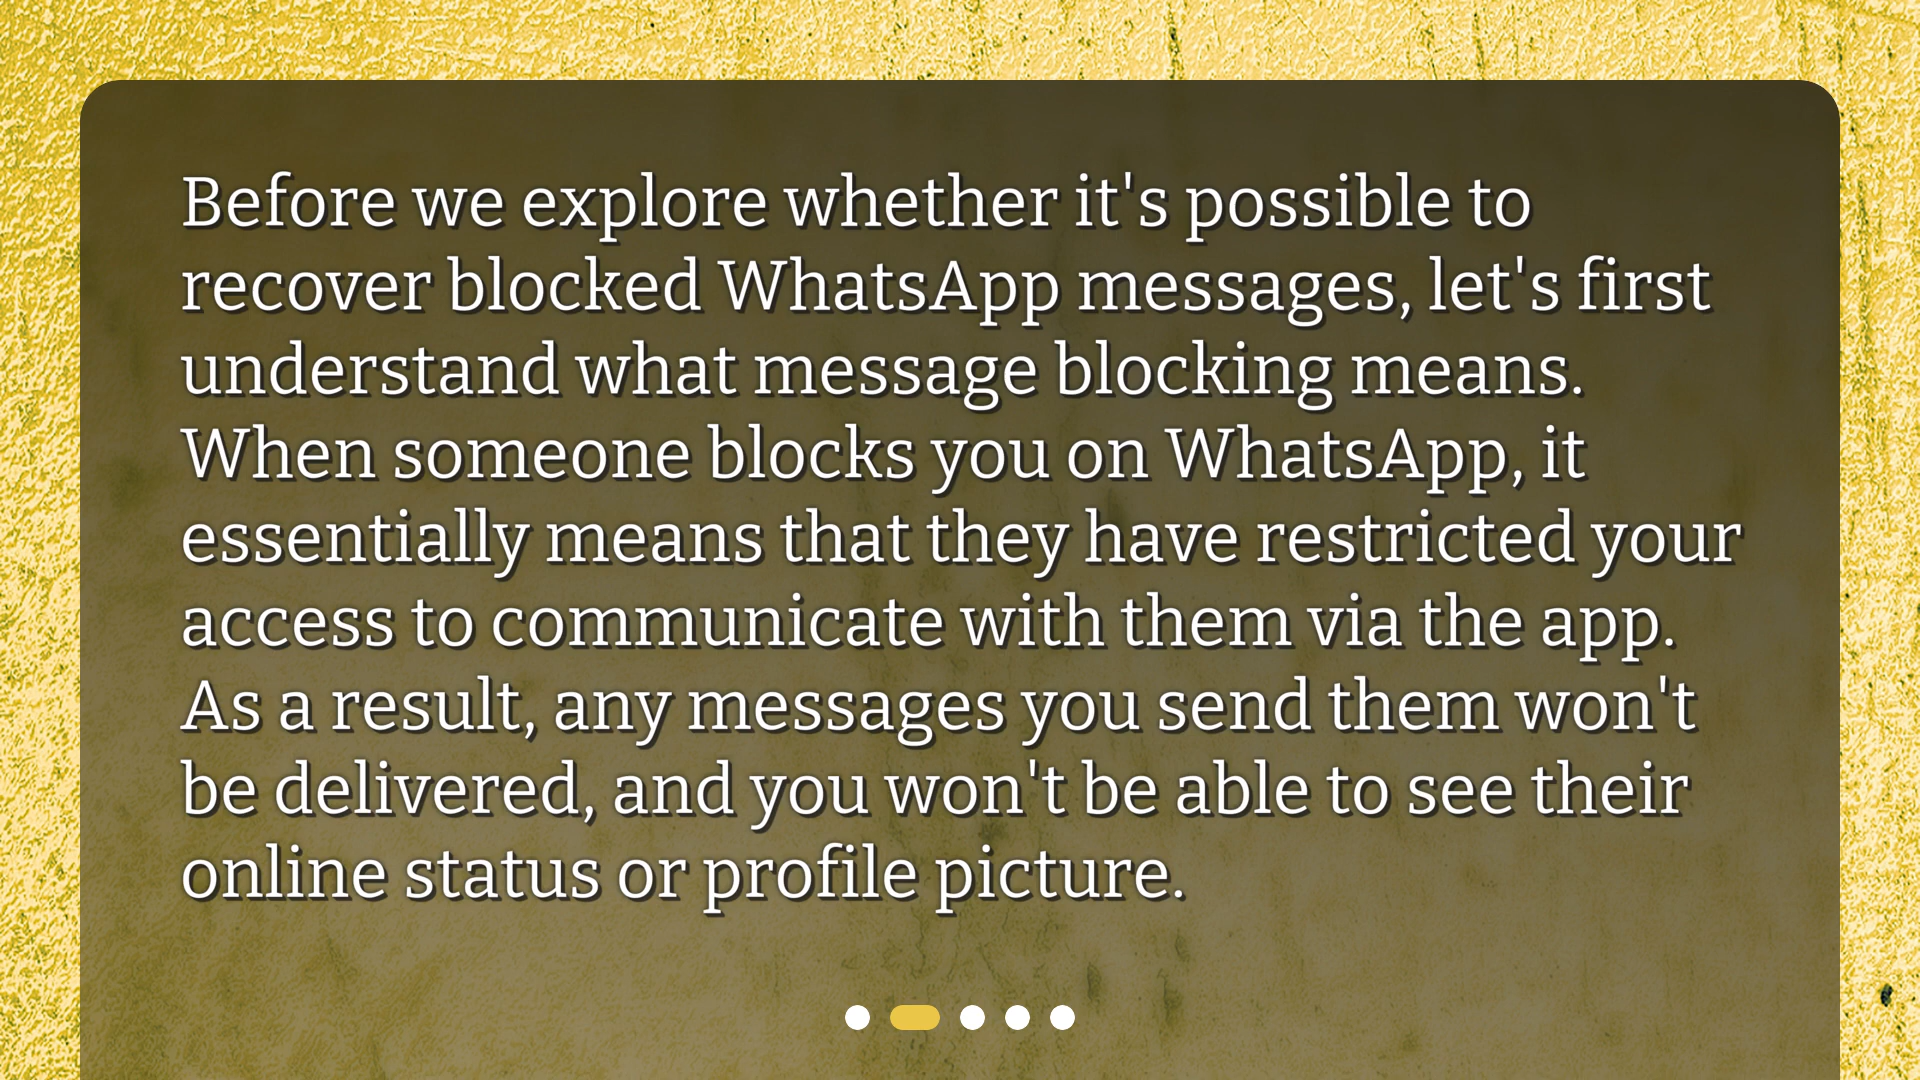 Before we explore whether it's possible to
recover blocked WhatsApp messages, let's first
understand what message blocking means.
When someone blocks you on WhatsApp, it
essentially means that they have restricted your
access to communicate with them via the app.
As a result, any messages you send them won't
be delivered, and you won't be able to see their
online status or profile picture.